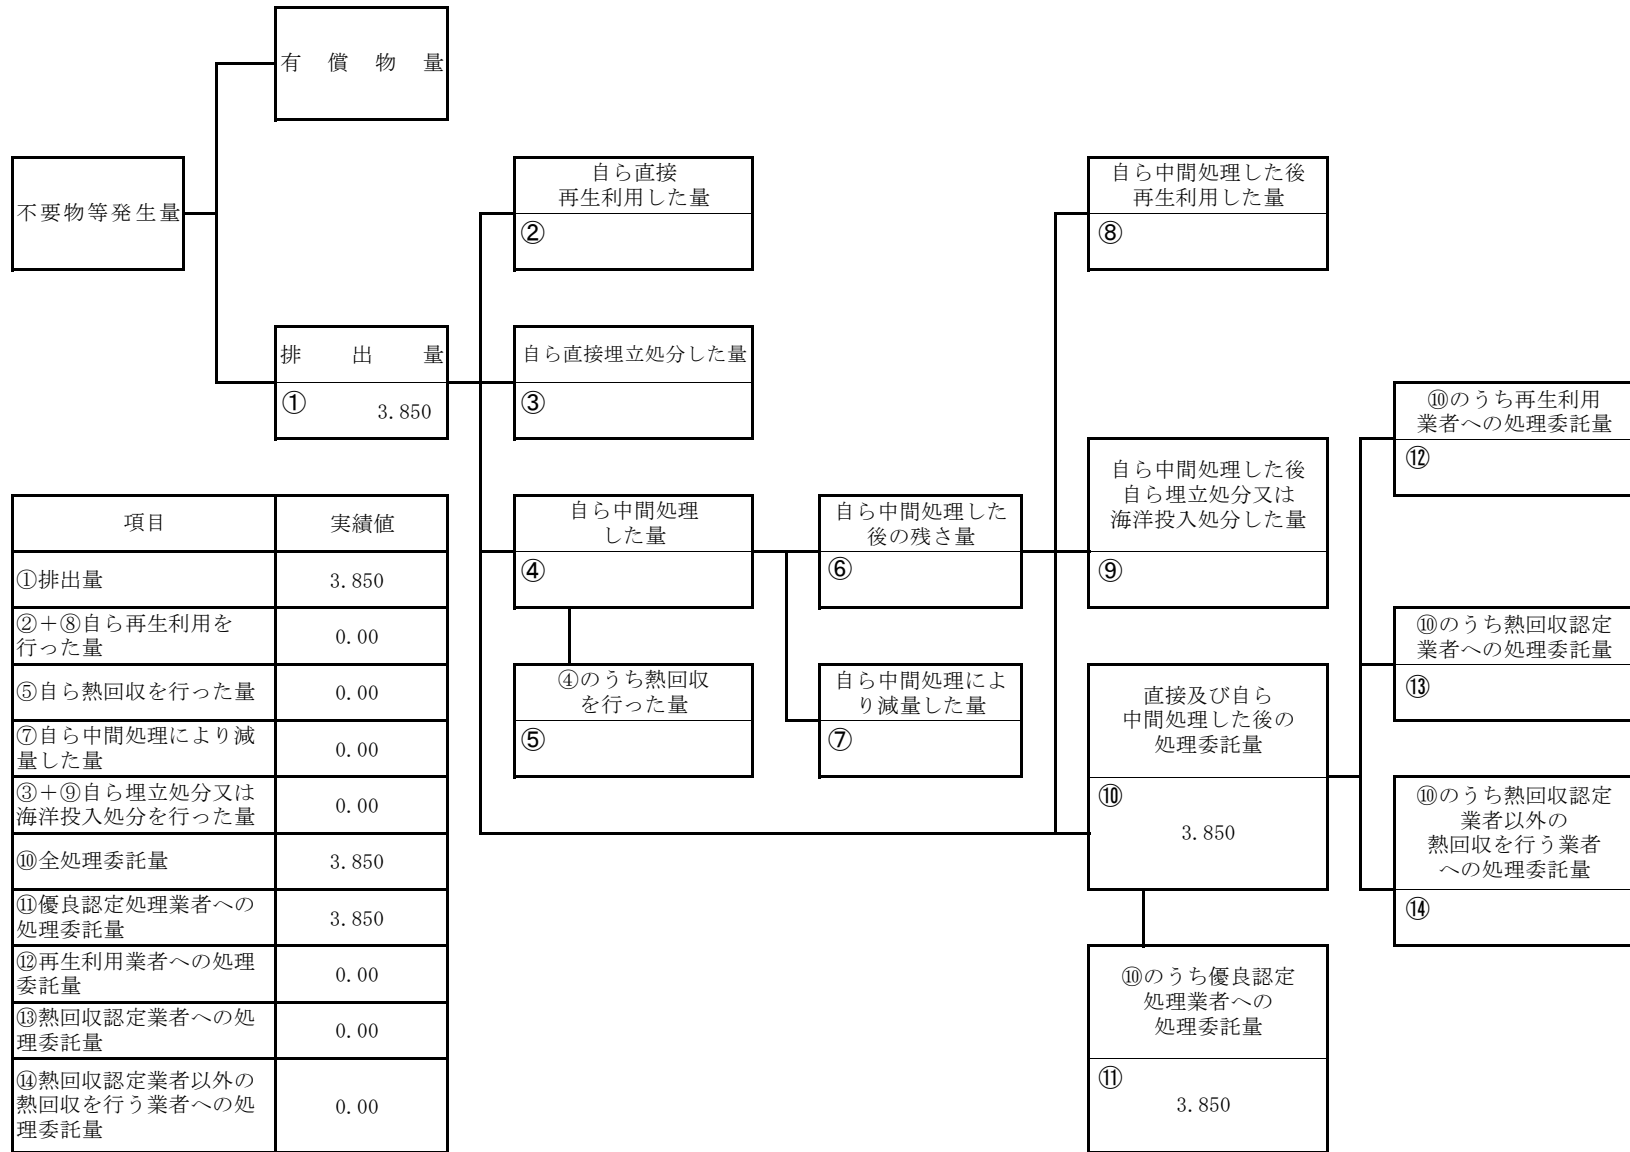 有償物量
不要物等発生量
自ら直接
再生利用した量
②
自ら中間処理した後
再生利用した量
⑧
排出量
① 3.850
自ら直接埋立処分した量
③
⑩のうち再生利用
業者への処理委託量
⑫
自ら中間処理
した量
④
自ら中間処理した
後の残さ量
⑥
自ら中間処理した後
自ら埋立処分又は
海洋投入処分した量
⑨
⑩のうち熱回収認定
業者への処理委託量
⑬
④のうち熱回収
を行った量
⑤
自ら中間処理によ
り減量した量
⑦
直接及び自ら
中間処理した後の
処理委託量
⑩
3.850
⑩のうち熱回収認定
業者以外の
熱回収を行う業者
への処理委託量
⑭
⑩のうち優良認定
処理業者への
処理委託量
⑪
3.850
項目 実績値
①排出量 3.850
②+⑧自ら再生利用を
行った量 0.00
⑤自ら熱回収を行った量 0.00
⑦自ら中間処理により減
量した量 0.00
③+⑨自ら埋立処分又は
海洋投入処分を行った量 0.00
⑩全処理委託量 3.850
⑪優良認定処理業者への
処理委託量 3.850
⑫再生利用業者への処理
委託量 0.00
⑬熱回収認定業者への処
理委託量 0.00
⑭熱回収認定業者以外の
熱回収を行う業者への処
理委託量 0.00